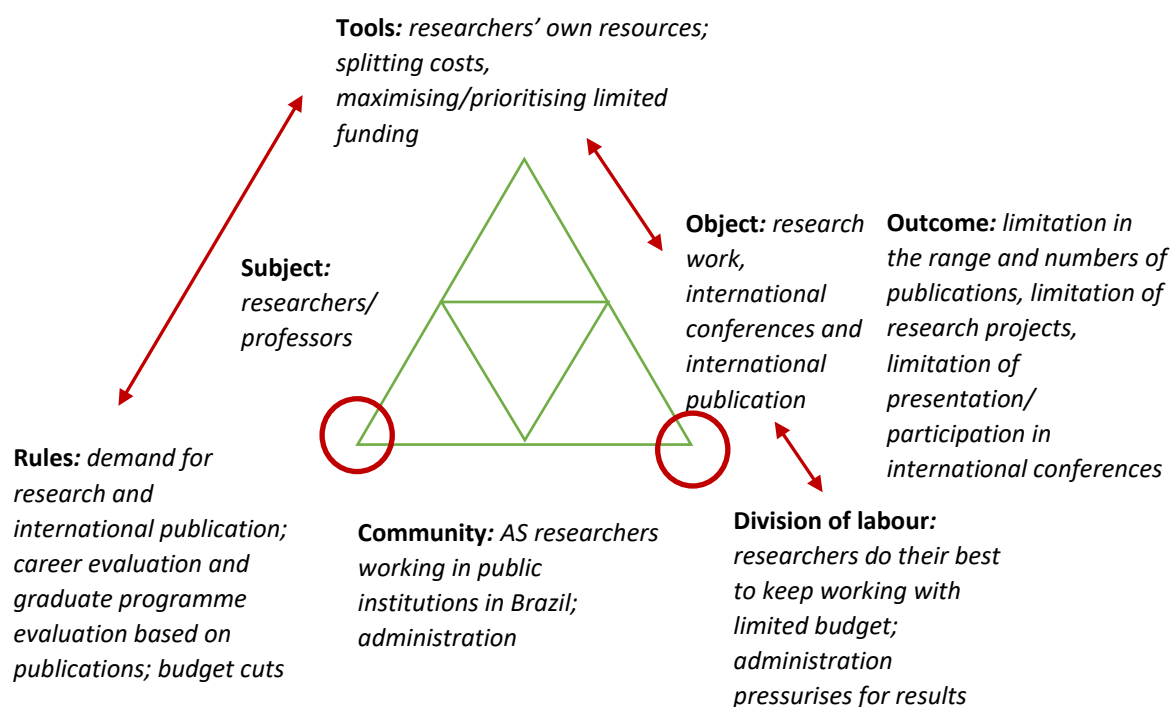 Tools: researchers’ own resources;
splitting costs,
maximising/prioritising limited
funding
Subject:
researchers/
professors
Object: research
work,
international
conferences and
international
publication
Outcome: limitation in
the range and numbers of
publications, limitation of
research projects,
limitation of
presentation/
participation in
international conferences
Rules: demand for
research and
international publication;
career evaluation and
graduate programme
evaluation based on
publications; budget cuts
Community: AS researchers
working in public
institutions in Brazil;
administration
Division of labour:
researchers do their best
to keep working with
limited budget;
administration
pressurises for results